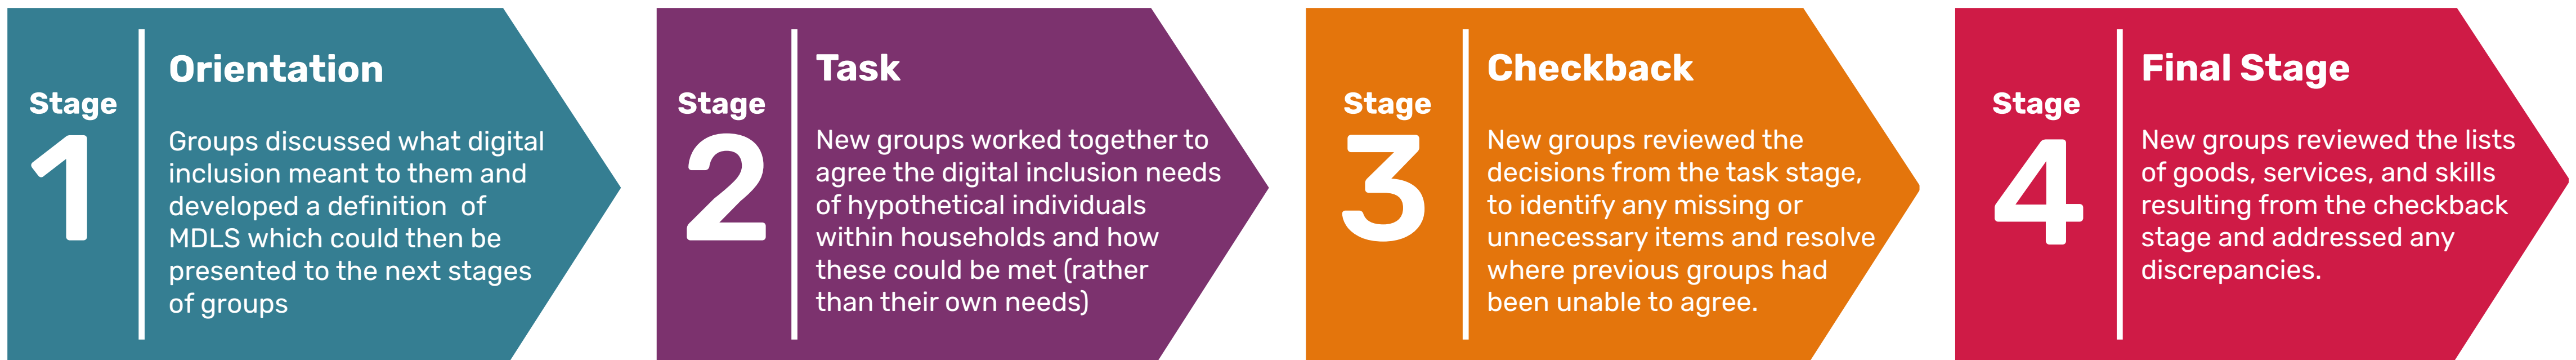 Stage
1
Orientation
Groups discussed what digital
inclusion meant to them and
developed a definition  of
MDLS which could then be
presented to the next stages
of groups
Stage
2
Task
New groups worked together to
agree the digital inclusion needs
of hypothetical individuals
within households and how
these could be met (rather
than their own needs)
Stage
3
Checkback
New groups reviewed the
decisions from the task stage,
to identify any missing or
unnecessary items and resolve
where previous groups had
been unable to agree.
Stage
4
Final Stage
New groups reviewed the lists
of goods, services, and skills
resulting from the checkback
stage and addressed any
discrepancies.